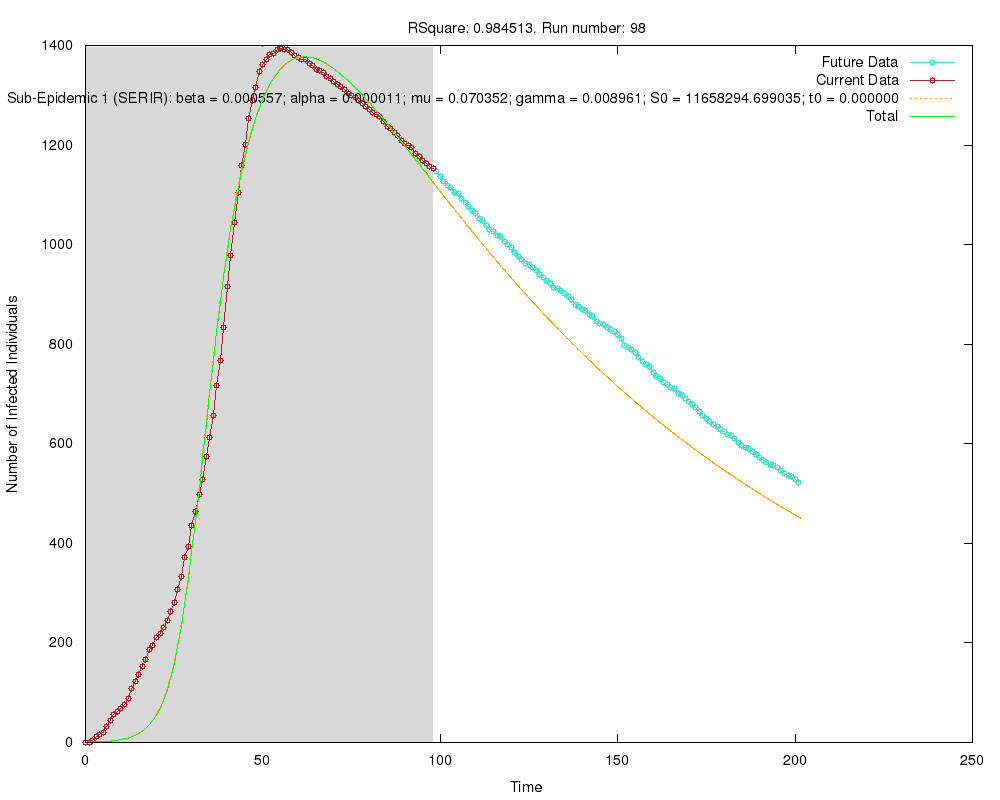 RSquare: 0.984513. Run number: 98
1400
1200
1000
800
600
400
200
0
Number of Infected Individuals
Future Data
Current Data
Sub-Epidemic 1 (SERIR): beta = 0.000557; alpha = 0.000011; mu = 0.070352; gamma = 0.008961; S0 = 11658294.699035; t0 = 0.000000
Total
0 50 100 150 200 250
Time